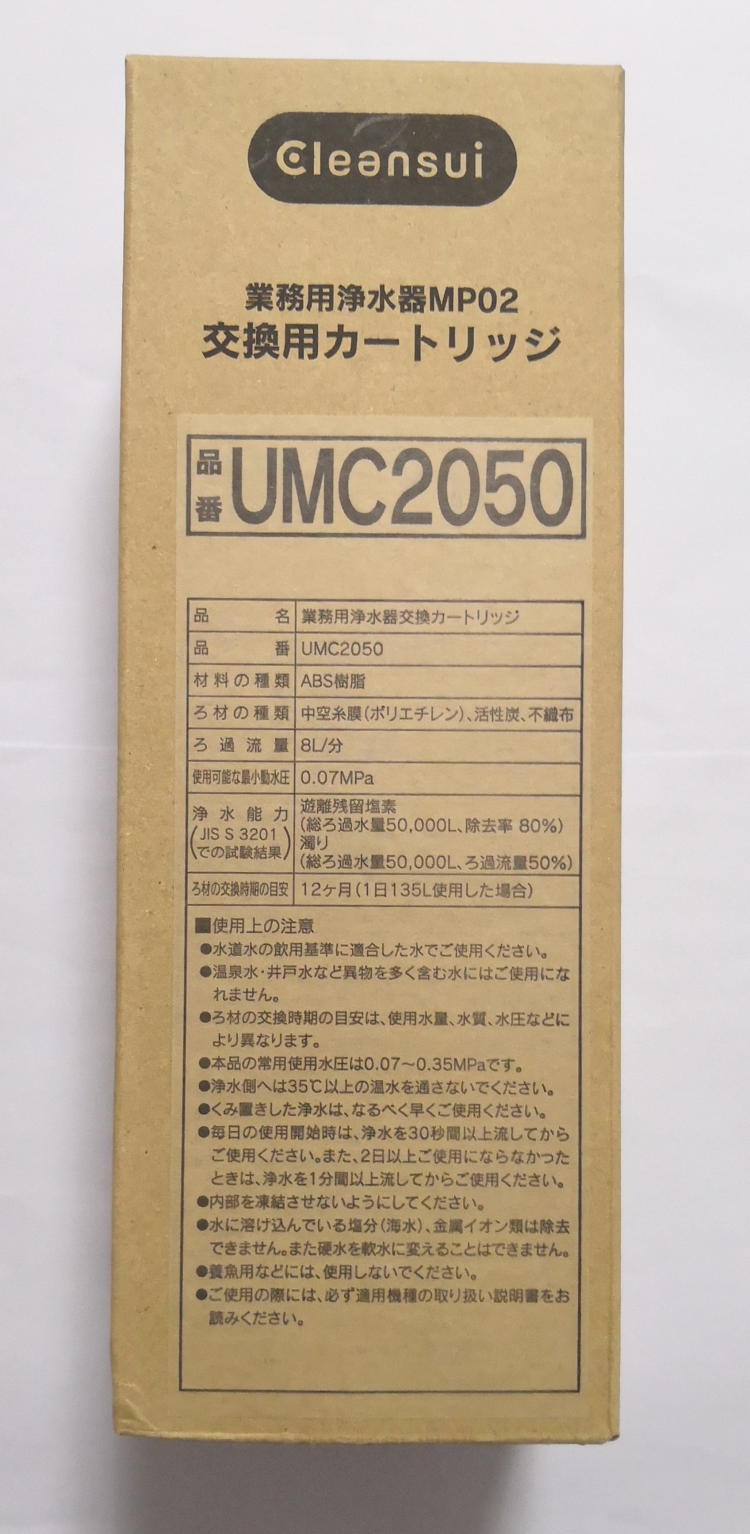 Cleansui
業務用浄水器MP02
交換用カートリッジ
品番 UMC2050
品名 業務用浄水器交換カートリッジ
品番 UMC2050
材料の種類 ABS樹脂
ろ材の種類 中空糸膜(ポリエチレン)、活性炭、不織布
ろ過流量 8L/分
使用可能な最小動水圧 0.07MPa
浄水能力 遊離残留塩素
(JIS S 3201 (総ろ過水量50,000L、除去率 80%)
での試験結果) 濁り
(総ろ過水量50,000L、ろ過流量50%)
ろ材の交換時期の目安 12ヶ月(1日135L使用した場合)
■使用上の注意
●水道水の飲用基準に適合した水でご使用ください。
●温泉水・井戸水など異物を多く含む水にはご使用にな
れません。
●ろ材の交換時期の目安は、使用水量、水質、水圧などに
より異なります。
●本品の常用使用水圧は0.07〜0.35MPaです。
●浄水側へは35℃以上の温水を通さないでください。
●くみ置きした浄水は、なるべく早くご使用ください。
●毎日の使用開始時は、浄水を30秒間以上流してから
ご使用ください。また、2日以上ご使用にならなかった
ときは、浄水を1分間以上流してからご使用ください。
●内部を凍結させないようにしてください。
●水に溶け込んでいる塩分(海水)、金属イオン類は除去
できません。また硬水を軟水に変えることはできません。
●養魚用などには、使用しないでください。
●ご使用の際には、必ず適用機種の取り扱い説明書をお
読みください。